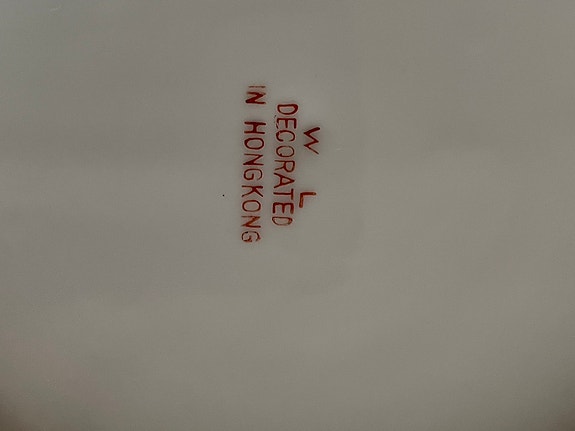 W L
DECORATED
IN HONGKONG